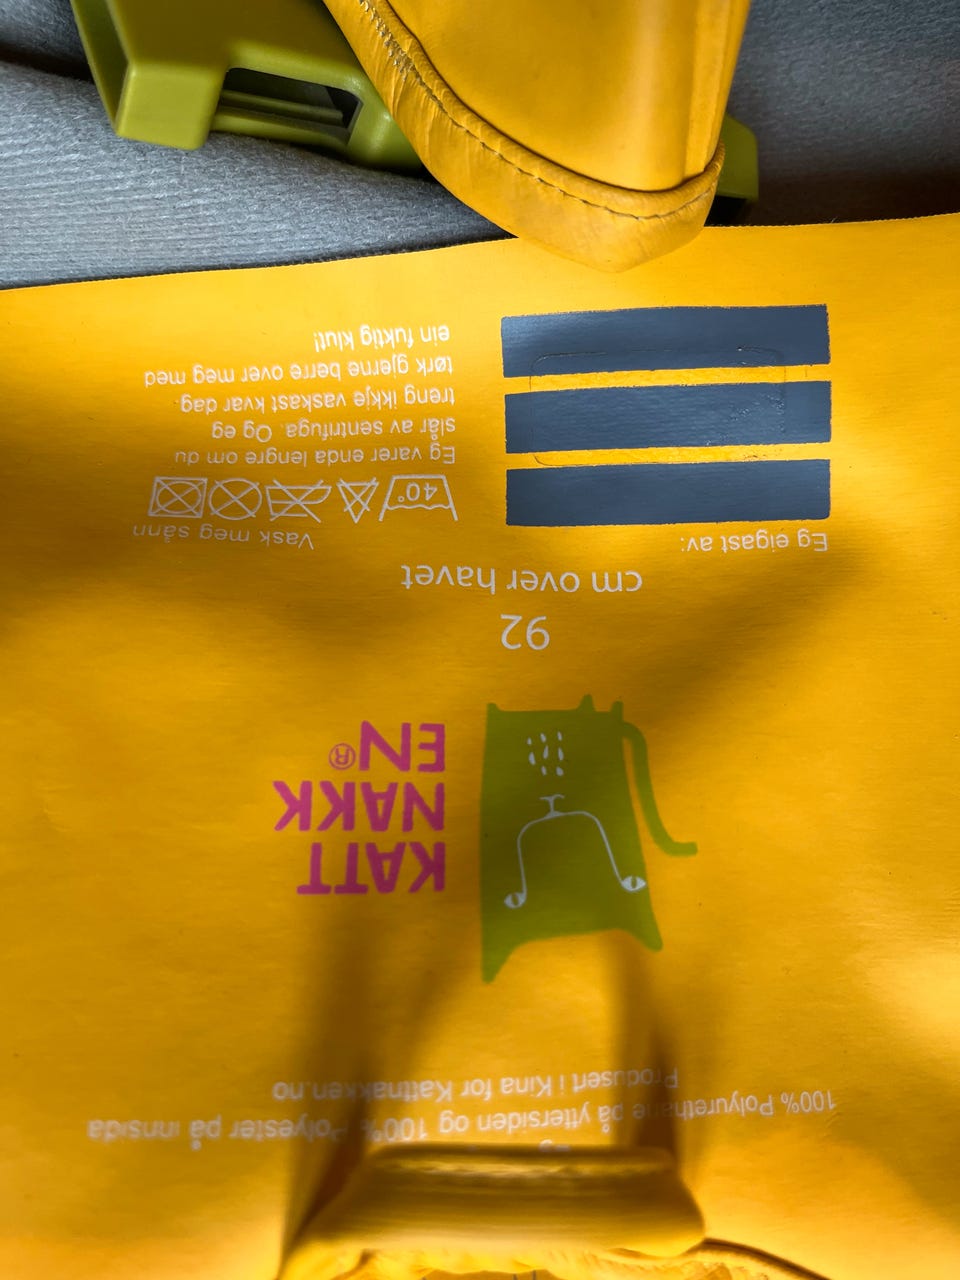 100% Polyurethane på yttersiden og 100% Polyester på innsida
Produsert i Kina for Kattnakken.no
KATT
NAKK
EN®
92
cm over havet
Eg eigast av:
Vask meg sånn
40°
Eg varer enda lengre om du
slår av sentrifuga. Og eg
treng ikkje vaskast kvar dag,
tørk gjerne berre over meg med
ein fuktig klut!